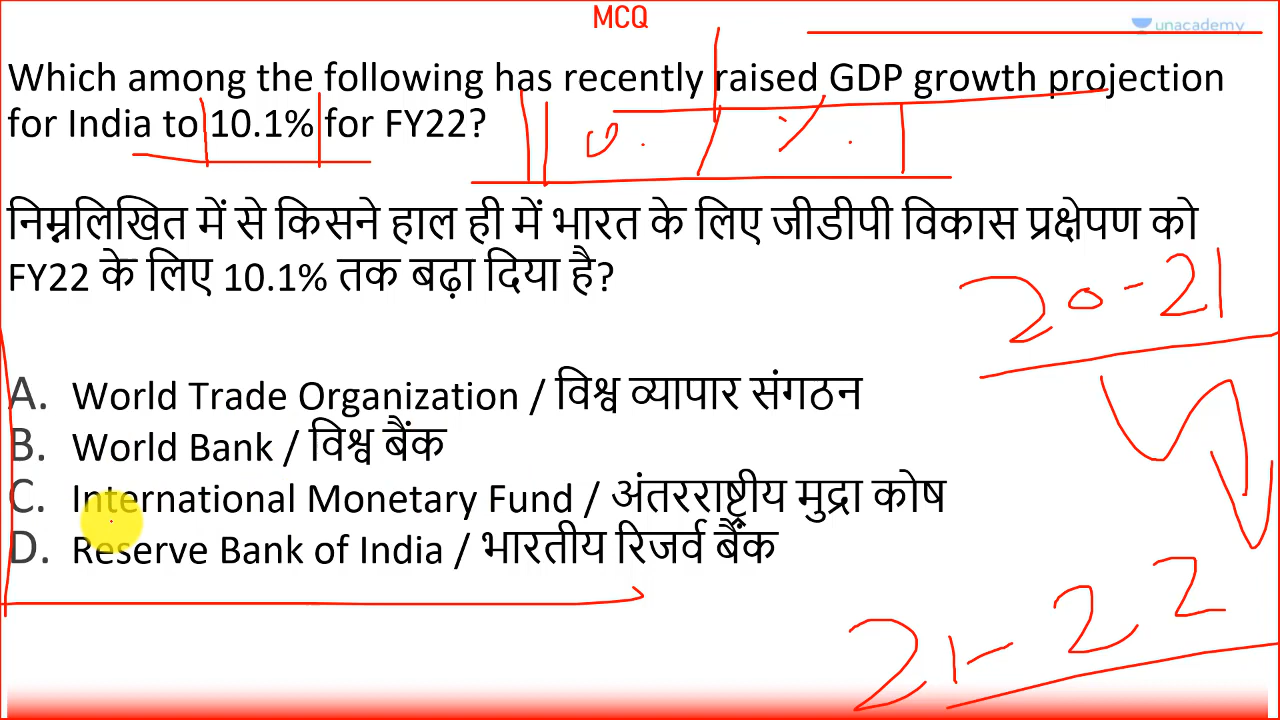 MCQ
unacademy
Which among the following has recently raised GDP growth projection
for India to 10.1% for FY22?
निम्नलिखित में से किसने हाल ही में भारत के लिए जीडीपी विकास प्रक्षेपण को
FY22 के लिए 10.1% तक बढ़ा दिया है?
20-21
A. World Trade Organization / विश्व व्यापार संगठन
B. World Bank / विश्व बैंक
C. International Monetary Fund / अंतरराष्ट्रीय मुद्रा कोष
D. Reserve Bank of India / भारतीय रिजर्व बैंक
21-22